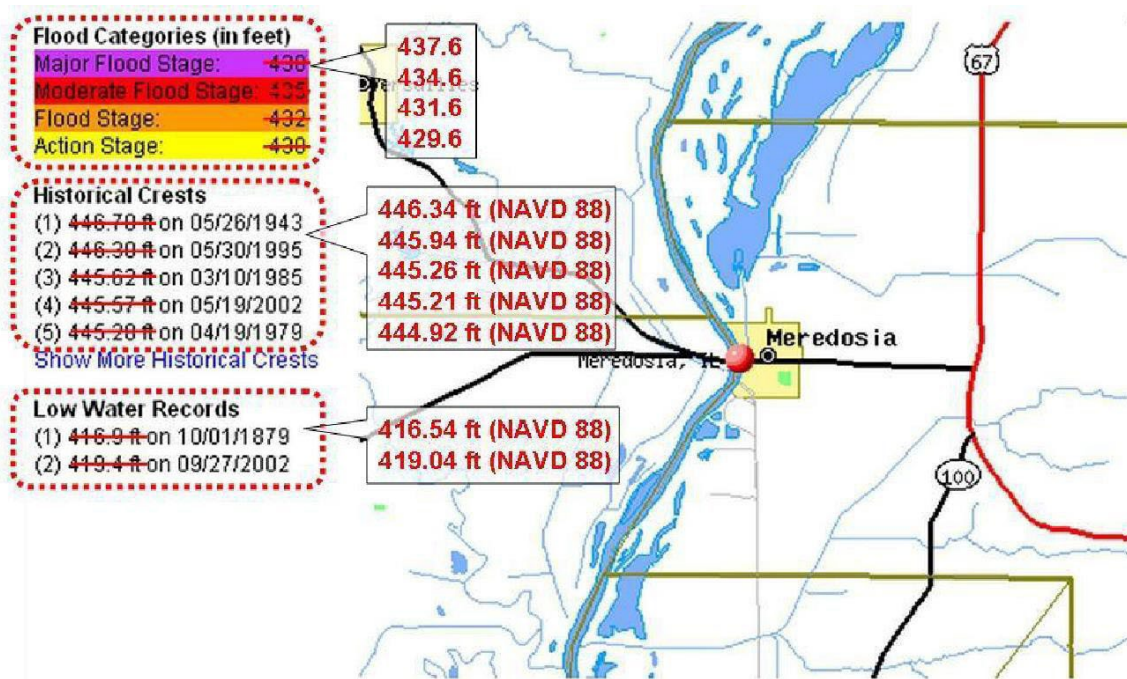 Flood Categories (in feet)
Major Flood Stage: 438
Moderate Flood Stage: 435
Flood Stage: 432
Action Stage: 430
437.6
434.6
431.6
429.6
Historical Crests
(1) 446.70 ft on 05/26/1943
(2) 446.30 ft on 05/30/1995
(3) 445.62 ft on 03/10/1985
(4) 445.57 ft on 05/19/2002
(5) 445.28 ft on 04/19/1979
Show More Historical Crests
446.34 ft (NAVD 88)
445.94 ft (NAVD 88)
445.26 ft (NAVD 88)
445.21 ft (NAVD 88)
444.92 ft (NAVD 88)
Low Water Records
(1) 416.9 ft on 10/01/1879
(2) 419.4 ft on 09/27/2002
416.54 ft (NAVD 88)
419.04 ft (NAVD 88)
67
Meredosia
Meredosia, IL
100